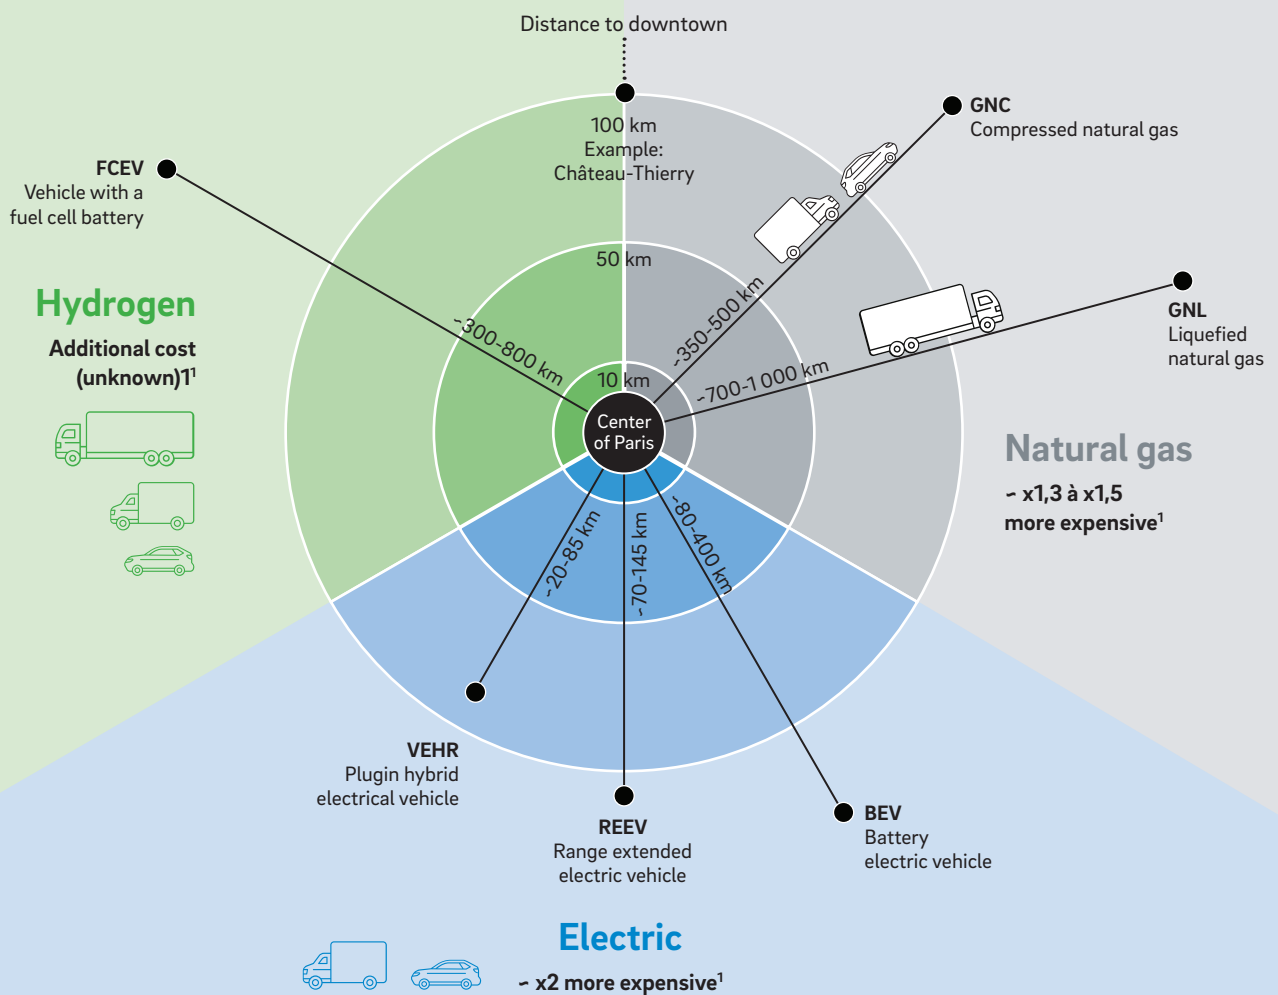 Distance to downtown
100 km
Example:
Château-Thierry
50 km
10 km
Center
of Paris
FCEV
Vehicle with a
fuel cell battery
~300-800 km
Hydrogen
Additional cost
(unknown)1¹
GNC
Compressed natural gas
~350-500 km
GNL
Liquefied
natural gas
~700-1 000 km
Natural gas
~ x1,3 à x1,5
more expensive¹
~20-85 km
~70-145 km
~80-400 km
VEHR
Plugin hybrid
electrical vehicle
REEV
Range extended
electric vehicle
BEV
Battery
electric vehicle
Electric
~ x2 more expensive¹